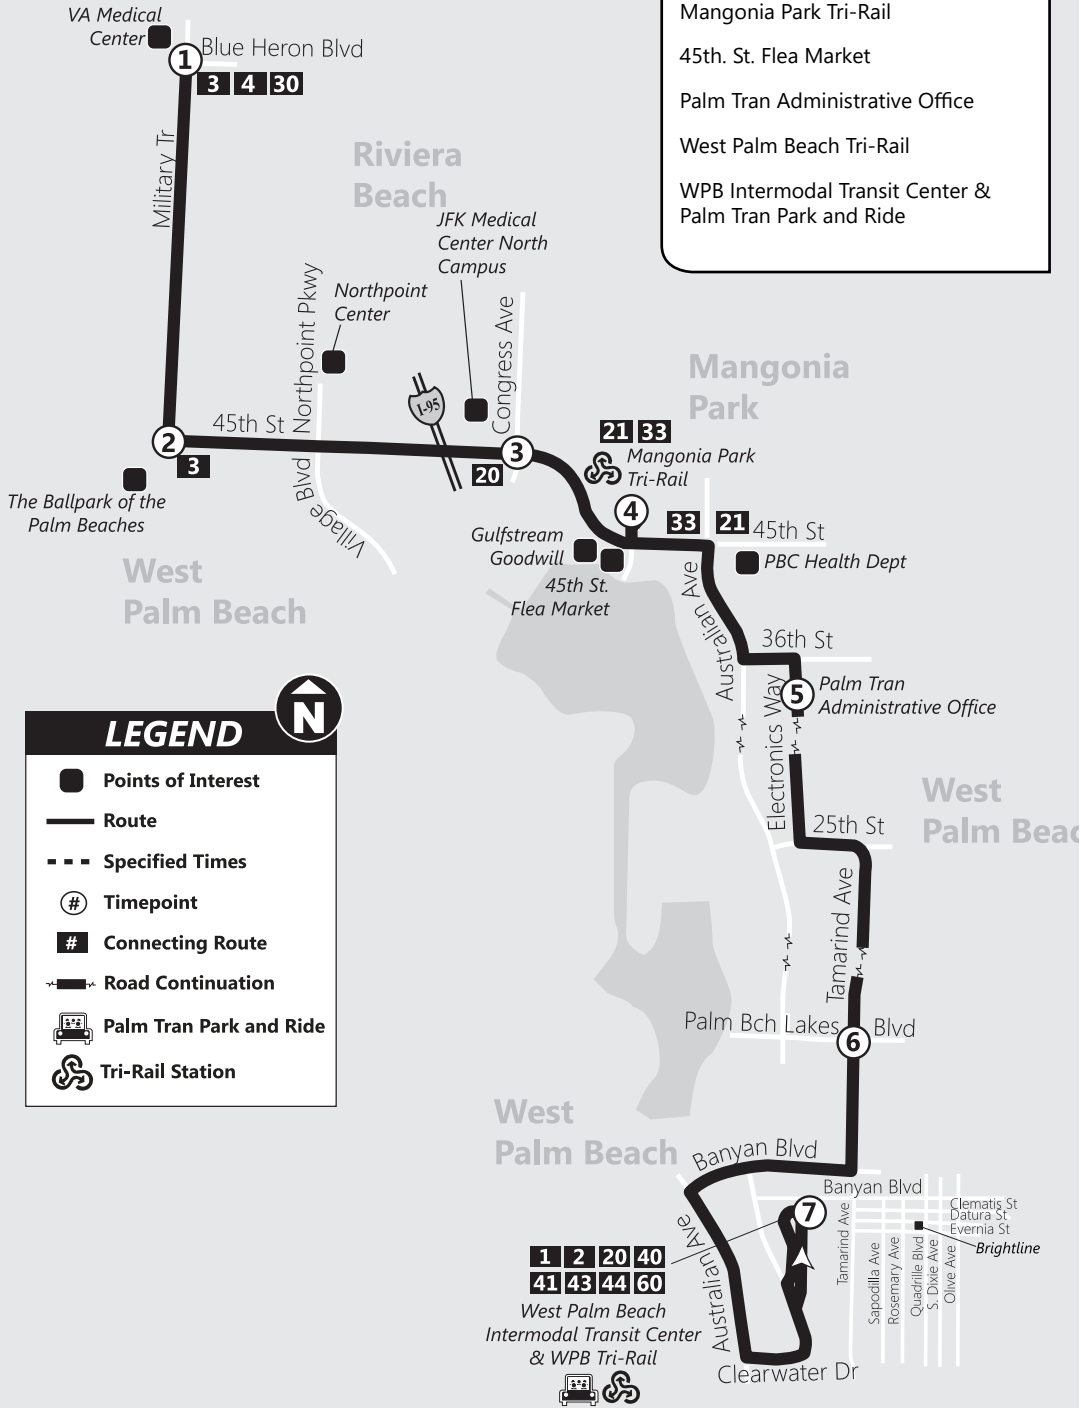 Mangonia Park Tri-Rail
45th. St. Flea Market
Palm Tran Administrative Office
West Palm Beach Tri-Rail
WPB Intermodal Transit Center &
Palm Tran Park and Ride
VA Medical
Center
1
Blue Heron Blvd
3 4 30
Military Tr
Riviera
Beach
JFK Medical
Center North
Campus
Northpoint
Center
Northpoint Pkwy
Congress Ave
I-95
Mangonia
Park
45th St
2
3
3
20
21 33
Mangonia Park
Tri-Rail
The Ballpark of the
Palm Beaches
Village Blvd
4
33 21
45th St
Gulfstream
Goodwill
45th St.
Flea Market
PBC Health Dept
West
Palm Beach
Australian Ave
36th St
5
Palm Tran
Administrative Office
Electronics Way
N
LEGEND
Points of Interest
Route
Specified Times
# Timepoint
# Connecting Route
Road Continuation
Palm Tran Park and Ride
Tri-Rail Station
West
Palm Beac
25th St
Tamarind Ave
Palm Bch Lakes Blvd
6
West
Palm Beach
Banyan Blvd
Banyan Blvd
7
Clematis St
Datura St
Evernia St
Brightline
Tamarind Ave
Sapodilla Ave
Rosemary Ave
Quadrille Blvd
S. Dixie Ave
Olive Ave
Australian Ave
1 2 20 40
41 43 44 60
West Palm Beach
Intermodal Transit Center
& WPB Tri-Rail
Clearwater Dr